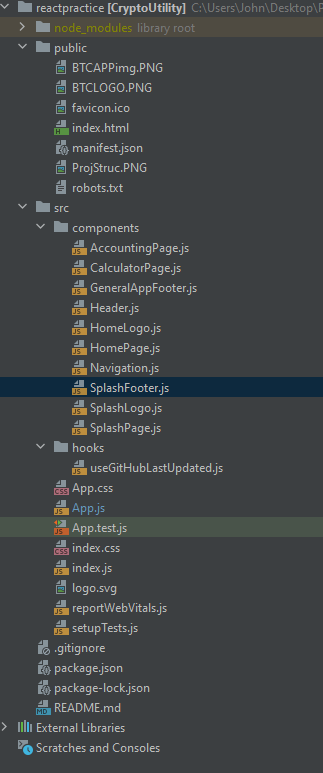 reactpractice [CryptoUtility] C:\Users\John\Desktop\P
node_modules library root
public
BTCAPPimg.PNG
BTCLOGO.PNG
favicon.ico
index.html
manifest.json
ProjStruc.PNG
robots.txt
src
components
AccountingPage.js
CalculatorPage.js
GeneralAppFooter.js
Header.js
HomeLogo.js
HomePage.js
Navigation.js
SplashFooter.js
SplashLogo.js
SplashPage.js
hooks
useGitHubLastUpdated.js
App.css
App.js
App.test.js
index.css
index.js
logo.svg
reportWebVitals.js
setupTests.js
.gitignore
package.json
package-lock.json
README.md
External Libraries
Scratches and Consoles